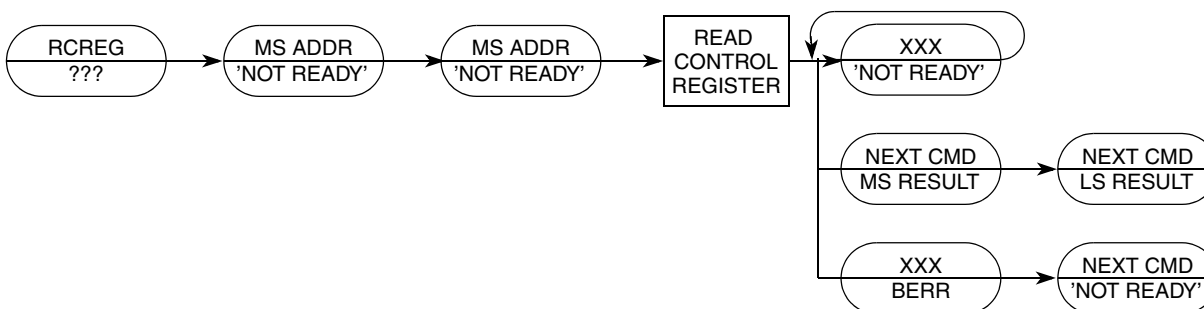 RCREG
???
MS ADDR
'NOT READY'
MS ADDR
'NOT READY'
READ
CONTROL
REGISTER
XXX
'NOT READY'
NEXT CMD
MS RESULT
NEXT CMD
LS RESULT
XXX
BERR
NEXT CMD
'NOT READY'